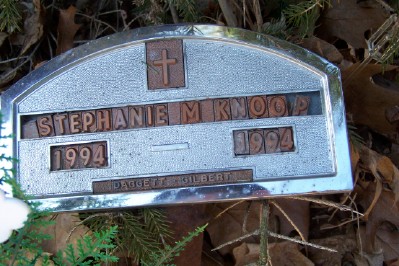 STEPHANIE M KNOOP
1994 1994
DAGGETT GILBERT